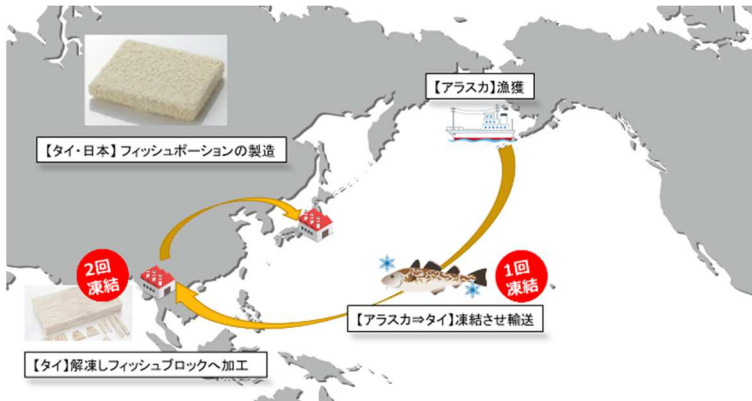 【アラスカ】漁獲
1回
凍結
【アラスカ⇒タイ】凍結させ輸送
2回
凍結
【タイ】解凍しフィッシュブロックへ加工
【タイ・日本】フィッシュポーションの製造